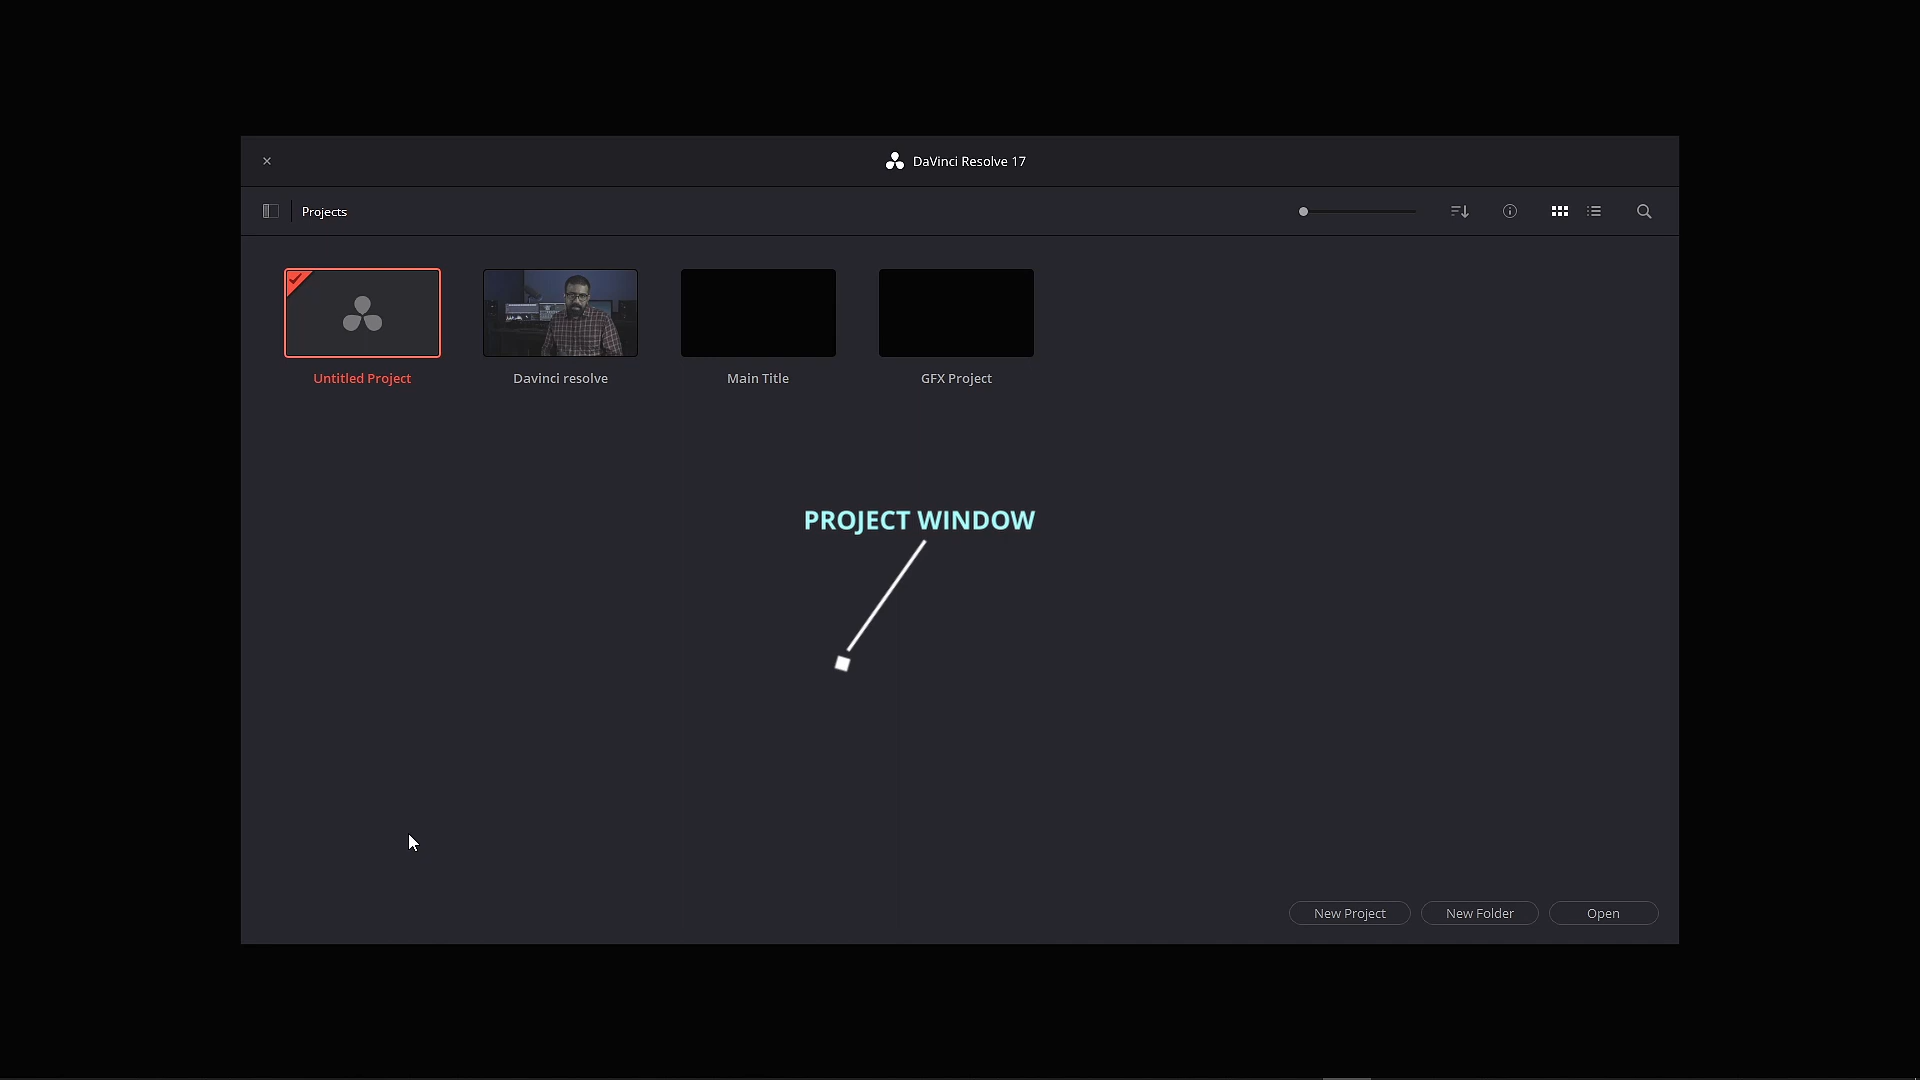 DaVinci Resolve 17
Projects
Untitled Project
Davinci resolve
Main Title
GFX Project
PROJECT WINDOW
New Project
New Folder
Open